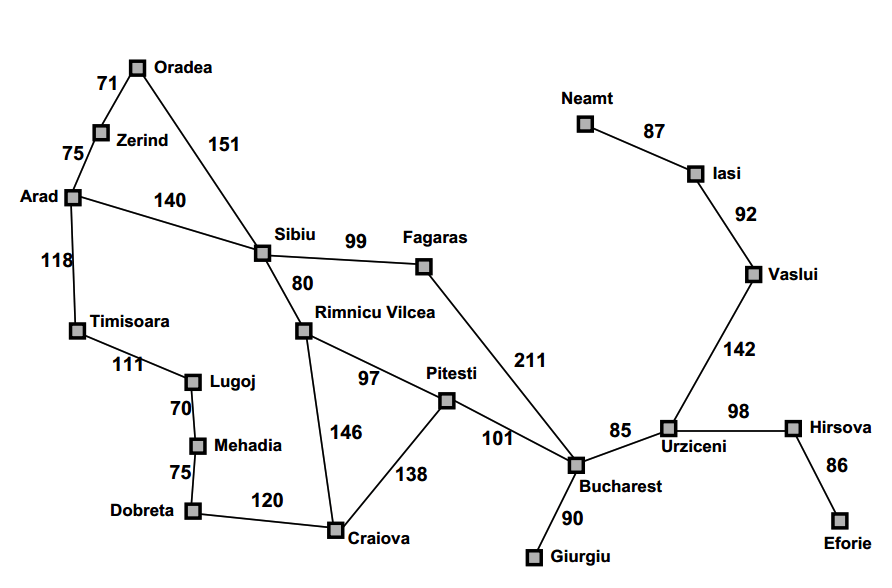 Oradea
71
Neamt
87
Zerind
151
75
Iasi
Arad
140
92
Sibiu
99
Fagaras
118
80
Vaslui
Timisoara
Rimnicu Vilcea
142
111
211
97
Pitesti
Lugoj
70
98
Hirsova
146
101
85
Urziceni
Mehadia
138
86
75
Bucharest
120
Dobreta
90
Craiova
Eforie
Giurgiu